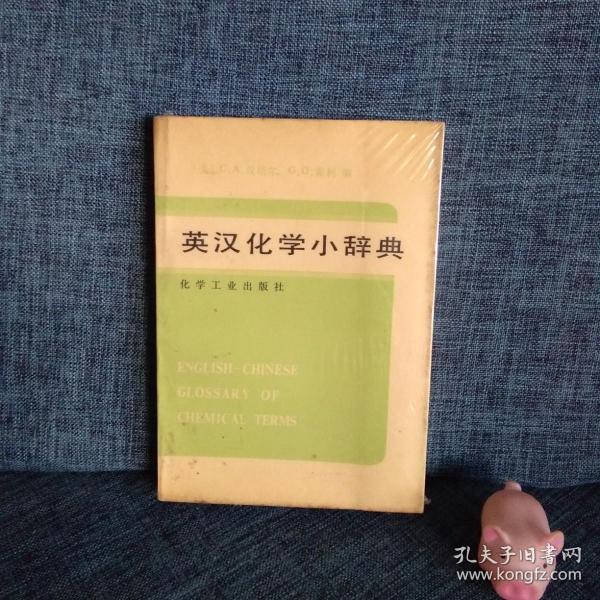 C.A. G.G. 编
英汉化学小辞典
化学工业出版社
ENGLISH-CHINESE
GLOSSARY OF
CHEMICAL TERMS
孔夫子旧书网
www.kongfz.com